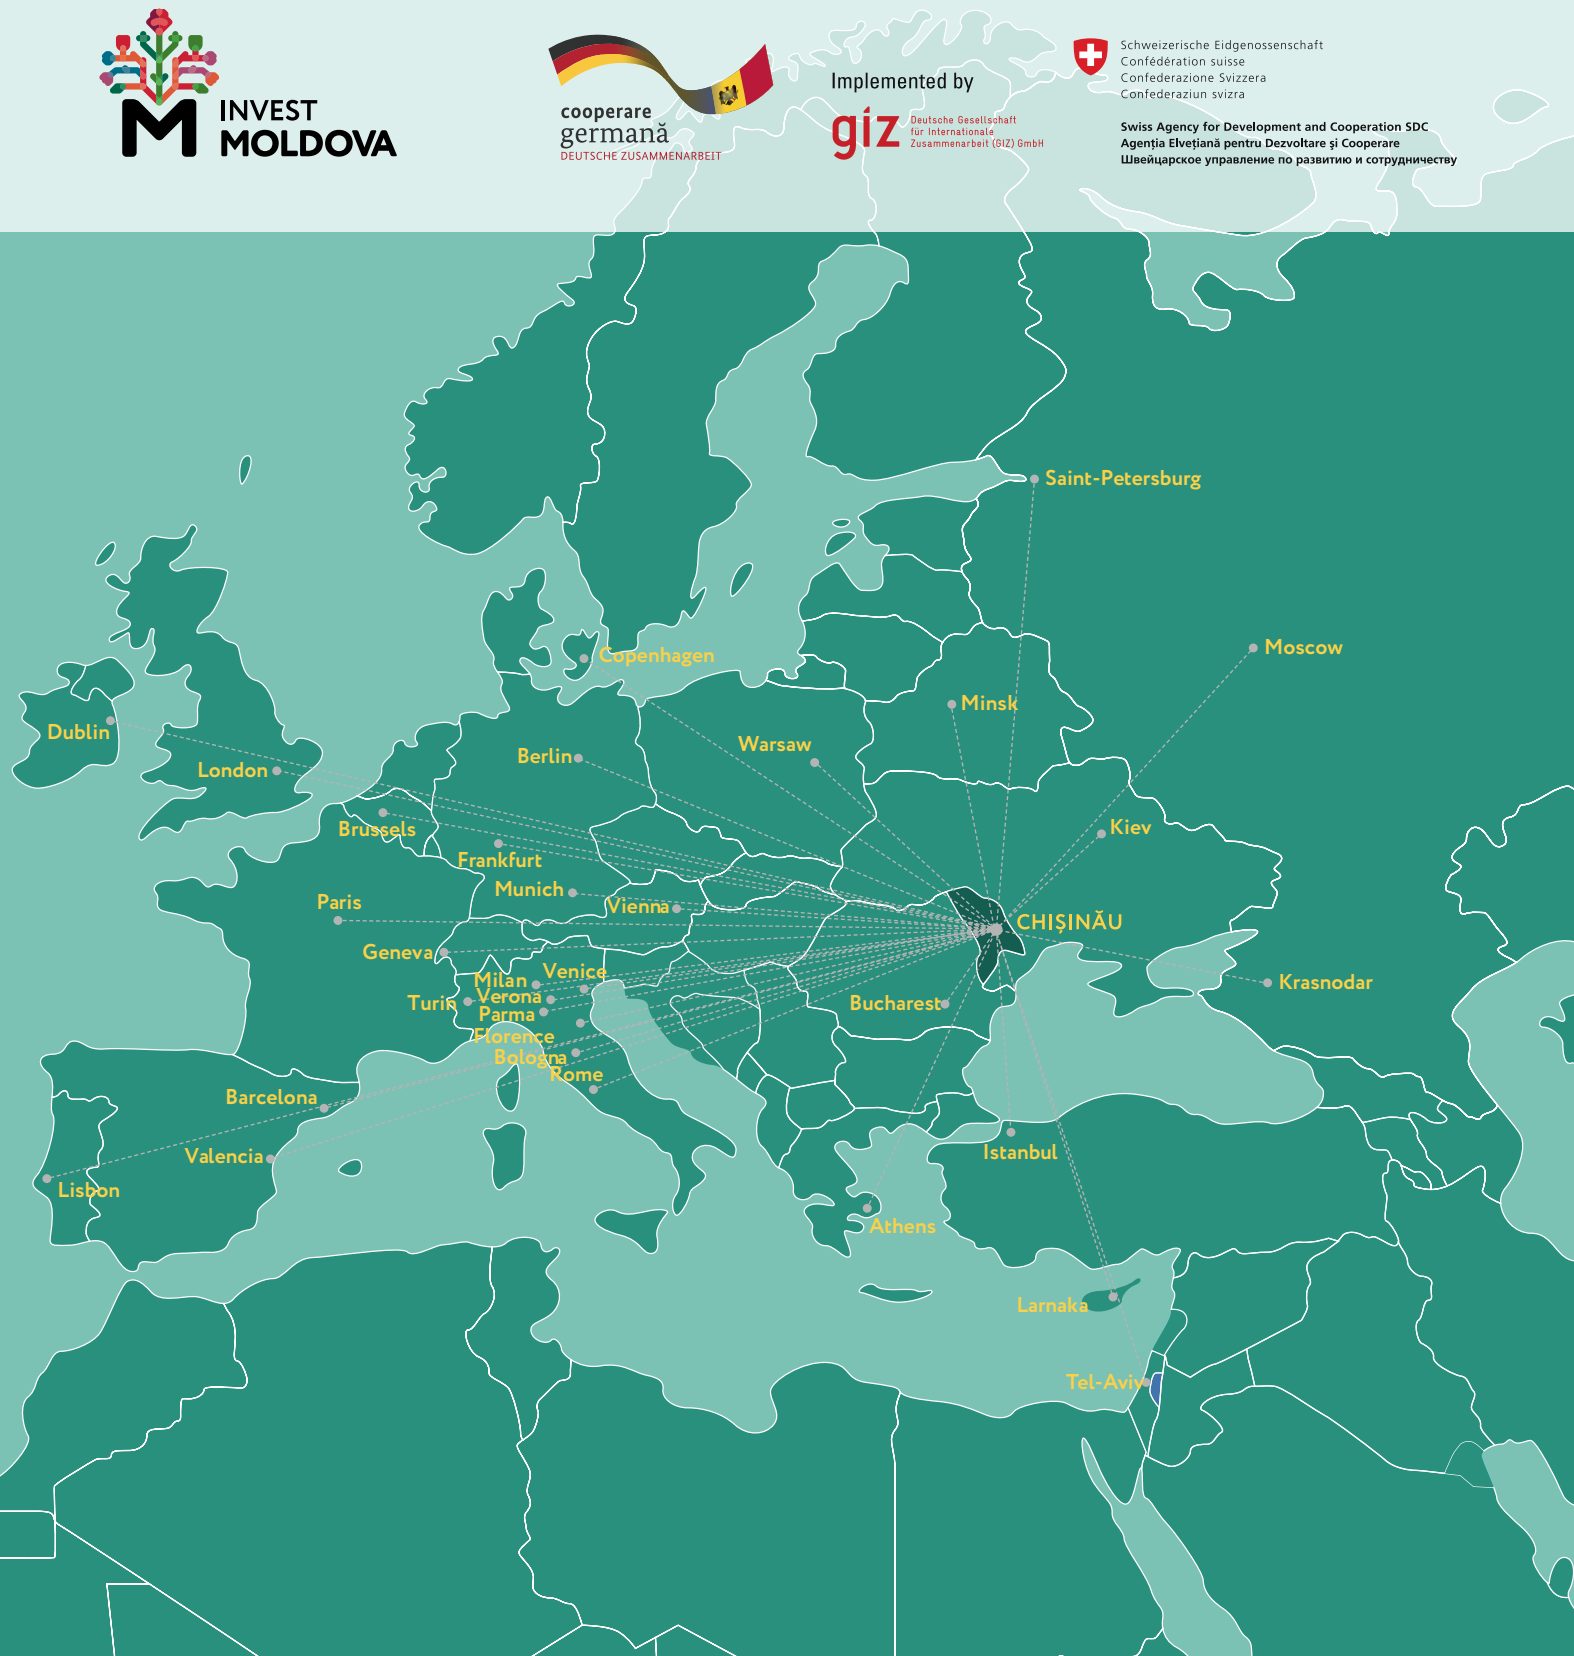 INVEST
MOLDOVA
cooperare
germană
DEUTSCHE ZUSAMMENARBEIT
Implemented by
giz
Deutsche Gesellschaft
für Internationale
Zusammenarbeit (GIZ) GmbH
Schweizerische Eidgenossenschaft
Confédération suisse
Confederazione Svizzera
Confederaziun svizra
Swiss Agency for Development and Cooperation SDC
Agenția Elvețiană pentru Dezvoltare și Cooperare
Швейцарское управление по развитию и сотрудничеству
Saint-Petersburg
Moscow
Copenhagen
Minsk
Dublin
Warsaw
Berlin
London
Kiev
Brussels
Frankfurt
Munich
Paris
Vienna
CHIȘINĂU
Geneva
Venice
Milan
Krasnodar
Verona
Turin
Bucharest
Parma
Florence
Bologna
Rome
Barcelona
Istanbul
Valencia
Lisbon
Athens
Larnaka
Tel-Aviv